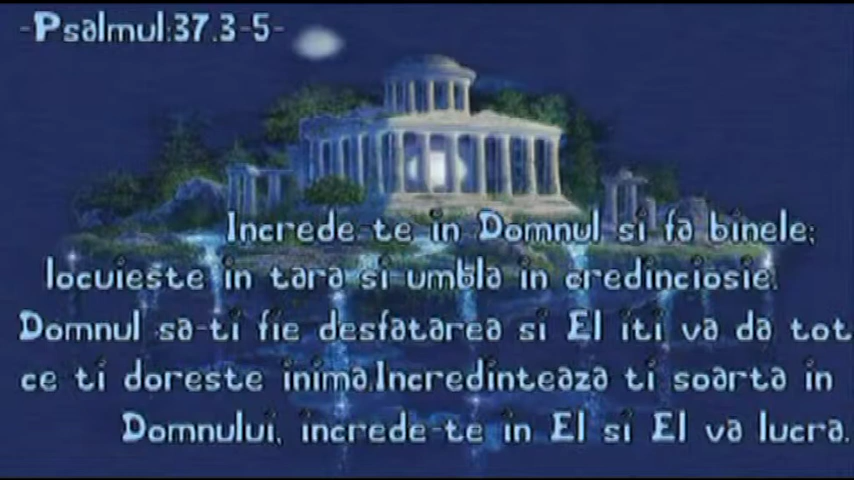 -Psalmul:37.3-5-
Increde-te in Domnul si fa binele;
locuieste in tara si umbla in credinciosie.
Domnul sa-ti fie desfatarea si El iti va da tot
ce ti doreste inima.Incredinteaza ti soarta in
Domnului, increde-te in El si El va lucra.